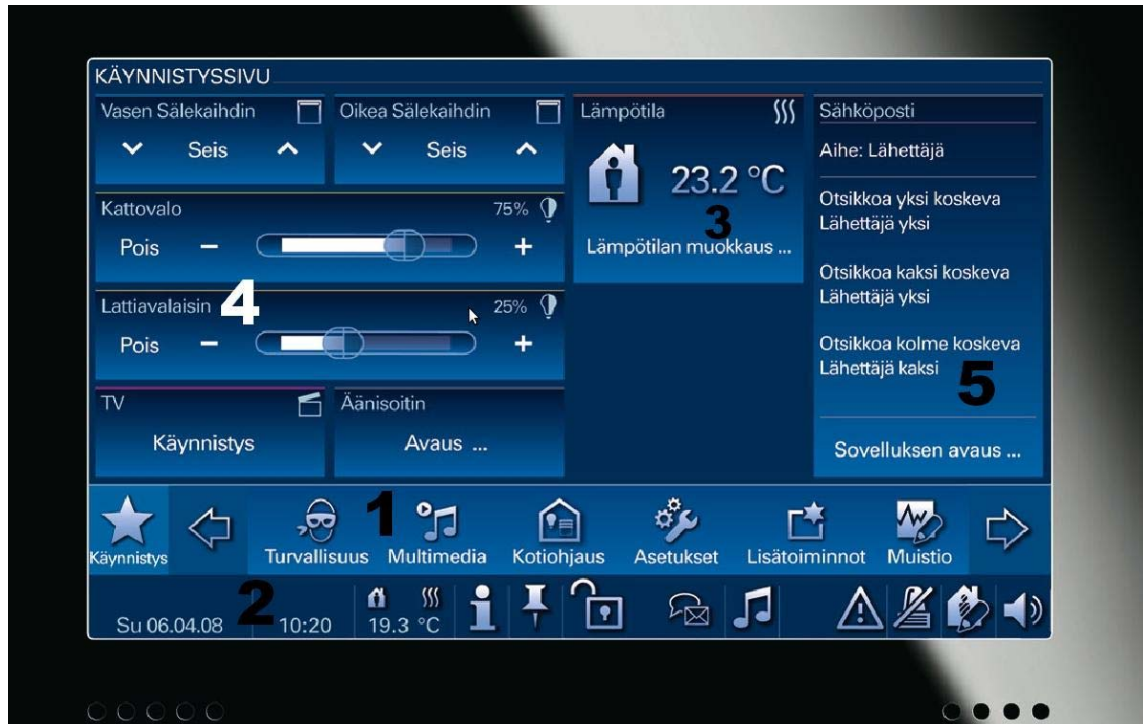 KÄYNNISTYSSIVU
Vasen Sälekaihdin
Seis
Oikea Sälekaihdin
Seis
Kattovalo
75%
Pois
Lattiavalaisin
4
25%
Pois
TV
Käynnistys
Äänisoitin
Avaus ...
Lämpötila
23.2 °C
3
Lämpötilan muokkaus ...
Sähköposti
Aihe: Lähettäjä
Otsikkoa yksi koskeva
Lähettäjä yksi
Otsikkoa kaksi koskeva
Lähettäjä yksi
Otsikkoa kolme koskeva
Lähettäjä kaksi
5
Sovelluksen avaus ...
1
Käynnistys
Turvallisuus
Multimedia
Kotiohjaus
Asetukset
Lisätoiminnot
Muistio
2
Su 06.04.08
10:20
19.3 °C